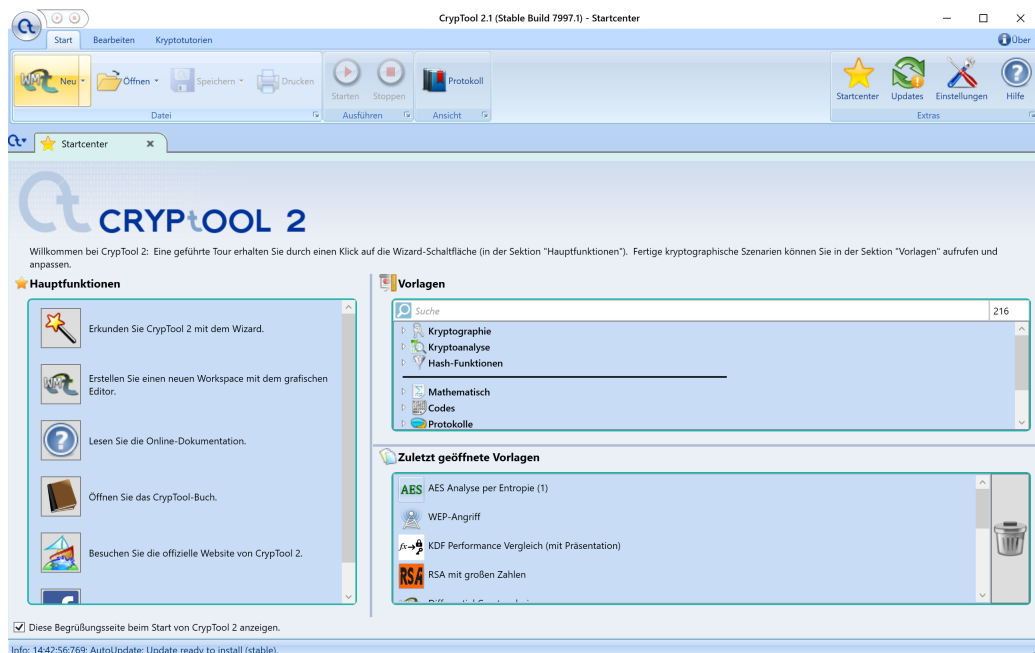 CrypTool 2.1 (Stable Build 7997.1) - Startcenter
Start Bearbeiten Kryptotutorien Über
Neu Öffnen Speichern Drucken Starten Stoppen Protokoll Startcenter Updates Einstellungen Hilfe
Datei Ausführen Ansicht Extras
Startcenter
CRYPtOOL 2
Willkommen bei CrypTool 2: Eine geführte Tour erhalten Sie durch einen Klick auf die Wizard-Schaltfläche (in der Sektion "Hauptfunktionen"). Fertige kryptographische Szenarien können Sie in der Sektion "Vorlagen" aufrufen und
anpassen.
Hauptfunktionen
Erkunden Sie CrypTool 2 mit dem Wizard.
Erstellen Sie einen neuen Workspace mit dem grafischen
Editor.
Lesen Sie die Online-Dokumentation.
Öffnen Sie das CrypTool-Buch.
Besuchen Sie die offizielle Website von CrypTool 2.
Vorlagen
Suche 216
Kryptographie
Kryptoanalyse
Hash-Funktionen
Mathematisch
Codes
Protokolle
Zuletzt geöffnete Vorlagen
AES AES Analyse per Entropie (1)
WEP-Angriff
KDF Performance Vergleich (mit Präsentation)
RSA RSA mit großen Zahlen
Diese Begrüßungsseite beim Start von CrypTool 2 anzeigen.
Info: 14:42:56:769: AutoUpdate: Update ready to install (stable).